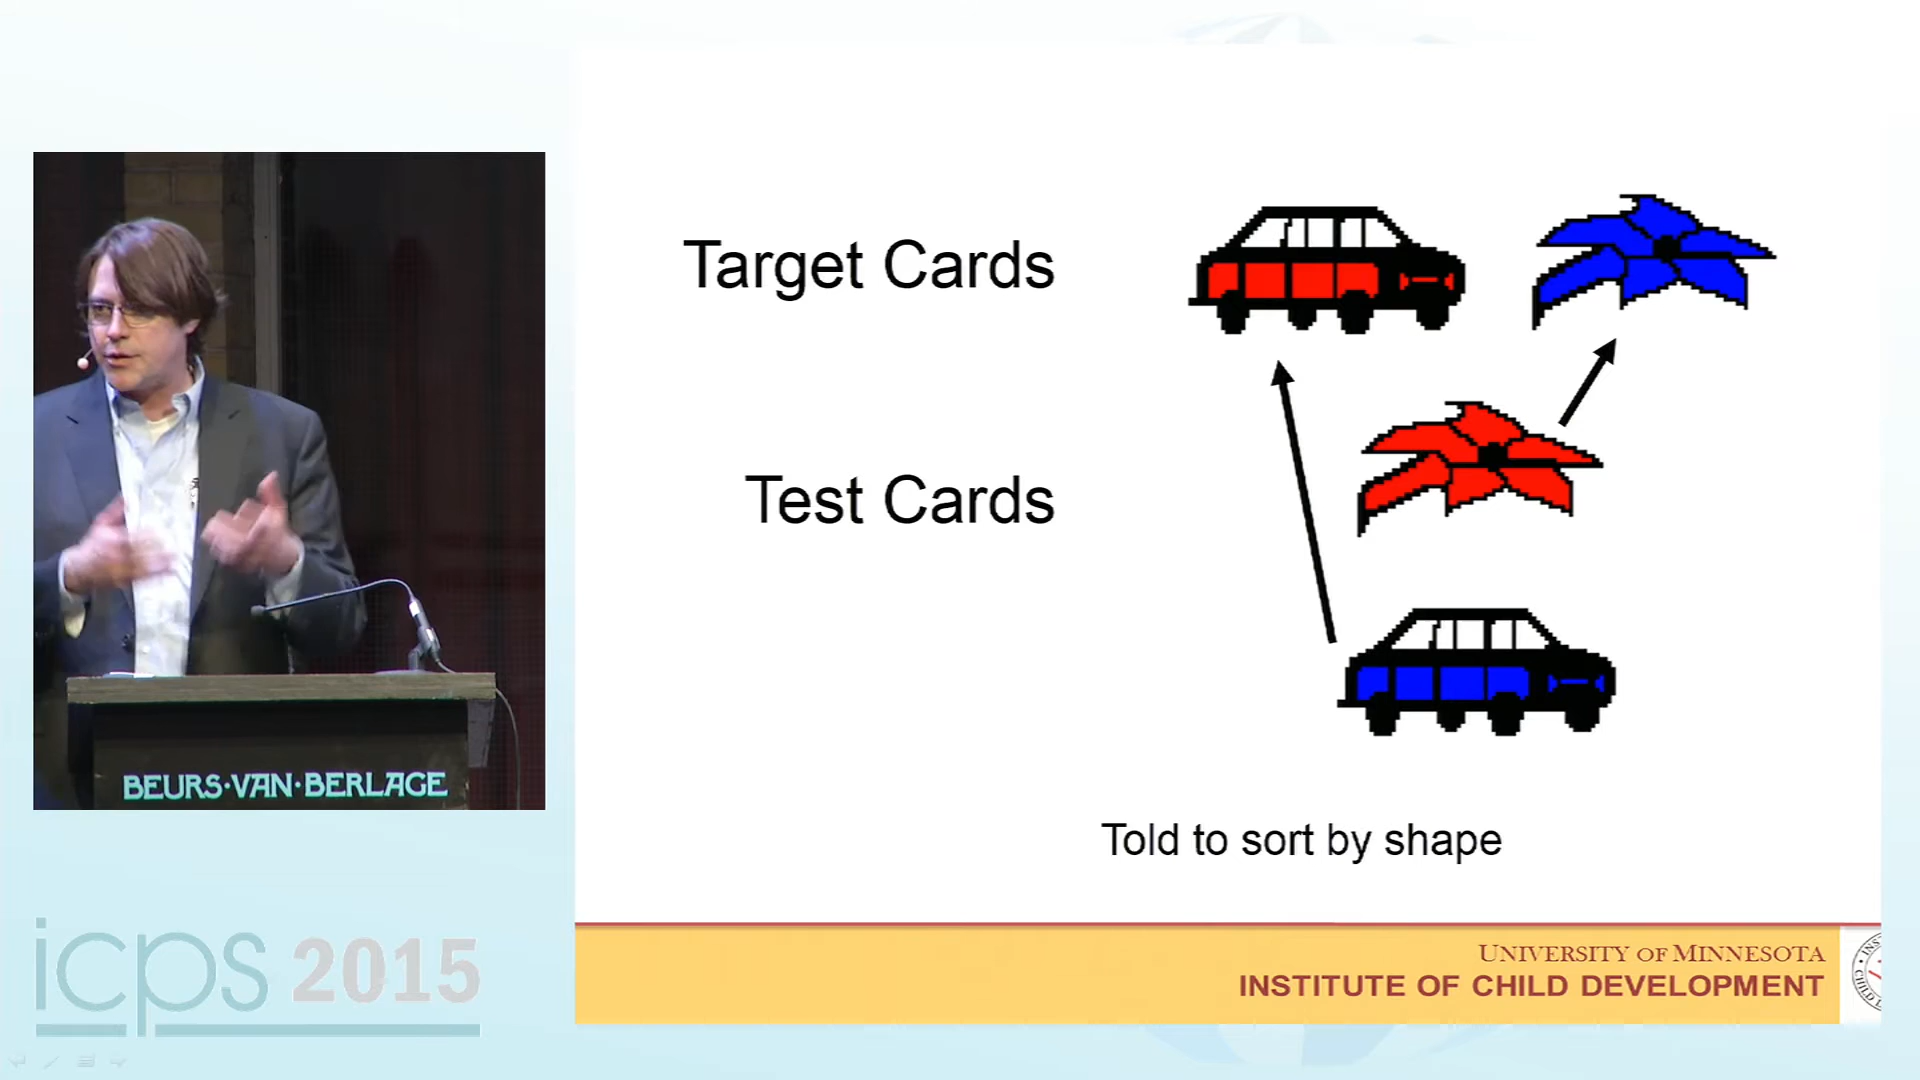 Target Cards
Test Cards
Told to sort by shape
BEURS·VAN·BERLAGE
icps 2015
UNIVERSITY OF MINNESOTA
INSTITUTE OF CHILD DEVELOPMENT